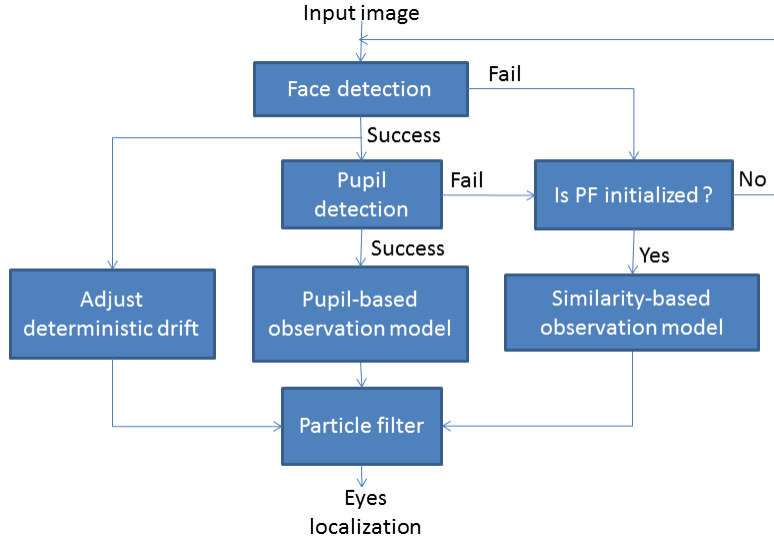 Input image
Face detection
Fail
Success
Pupil
detection
Fail
Is PF initialized ?
No
Success
Yes
Adjust
deterministic drift
Pupil-based
observation model
Similarity-based
observation model
Particle filter
Eyes
localization